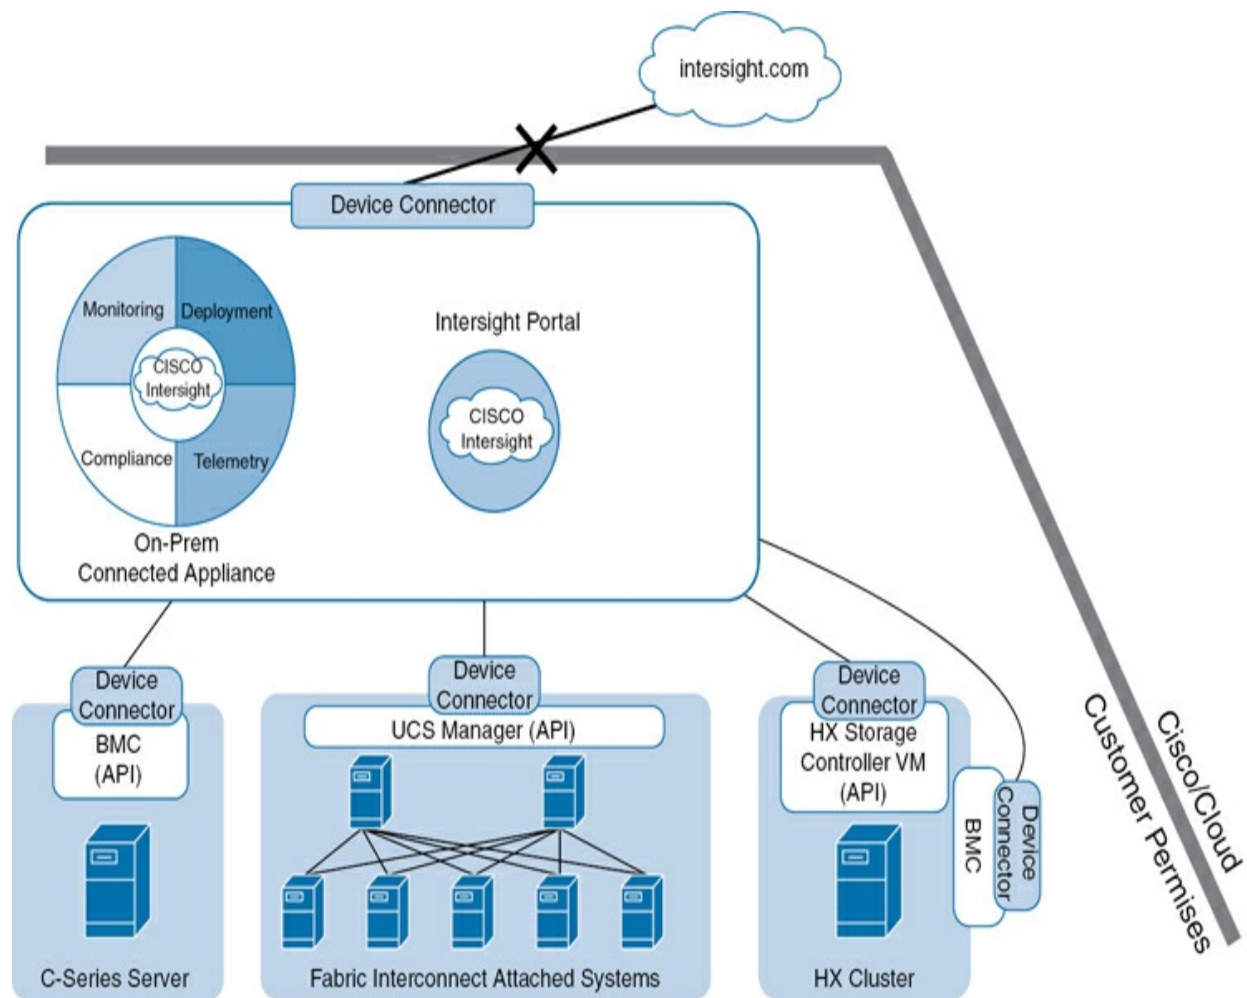 intersight.com
Device Connector
Monitoring
Deployment
CISCO
Intersight
Compliance
Telemetry
On-Prem
Connected Appliance
Intersight Portal
CISCO
Intersight
Device
Connector
BMC
(API)
C-Series Server
Device
Connector
UCS Manager (API)
Fabric Interconnect Attached Systems
Device
Connector
HX Storage
Controller VM
(API)
HX Cluster
BMC
Device
Connector
Cisco/Cloud
Customer Permises